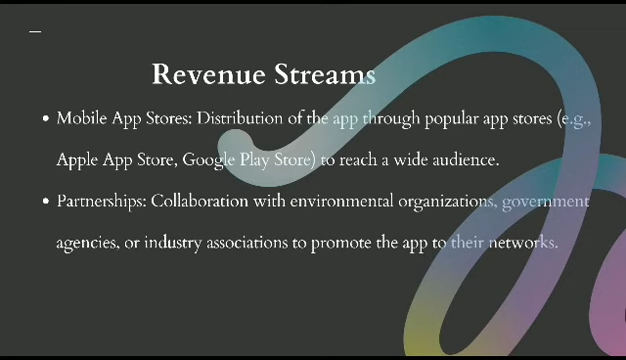 Revenue Streams
• Mobile App Stores: Distribution of the app through popular app stores (e.g.,
Apple App Store, Google Play Store) to reach a wide audience.
• Partnerships: Collaboration with environmental organizations, government
agencies, or industry associations to promote the app to their networks.